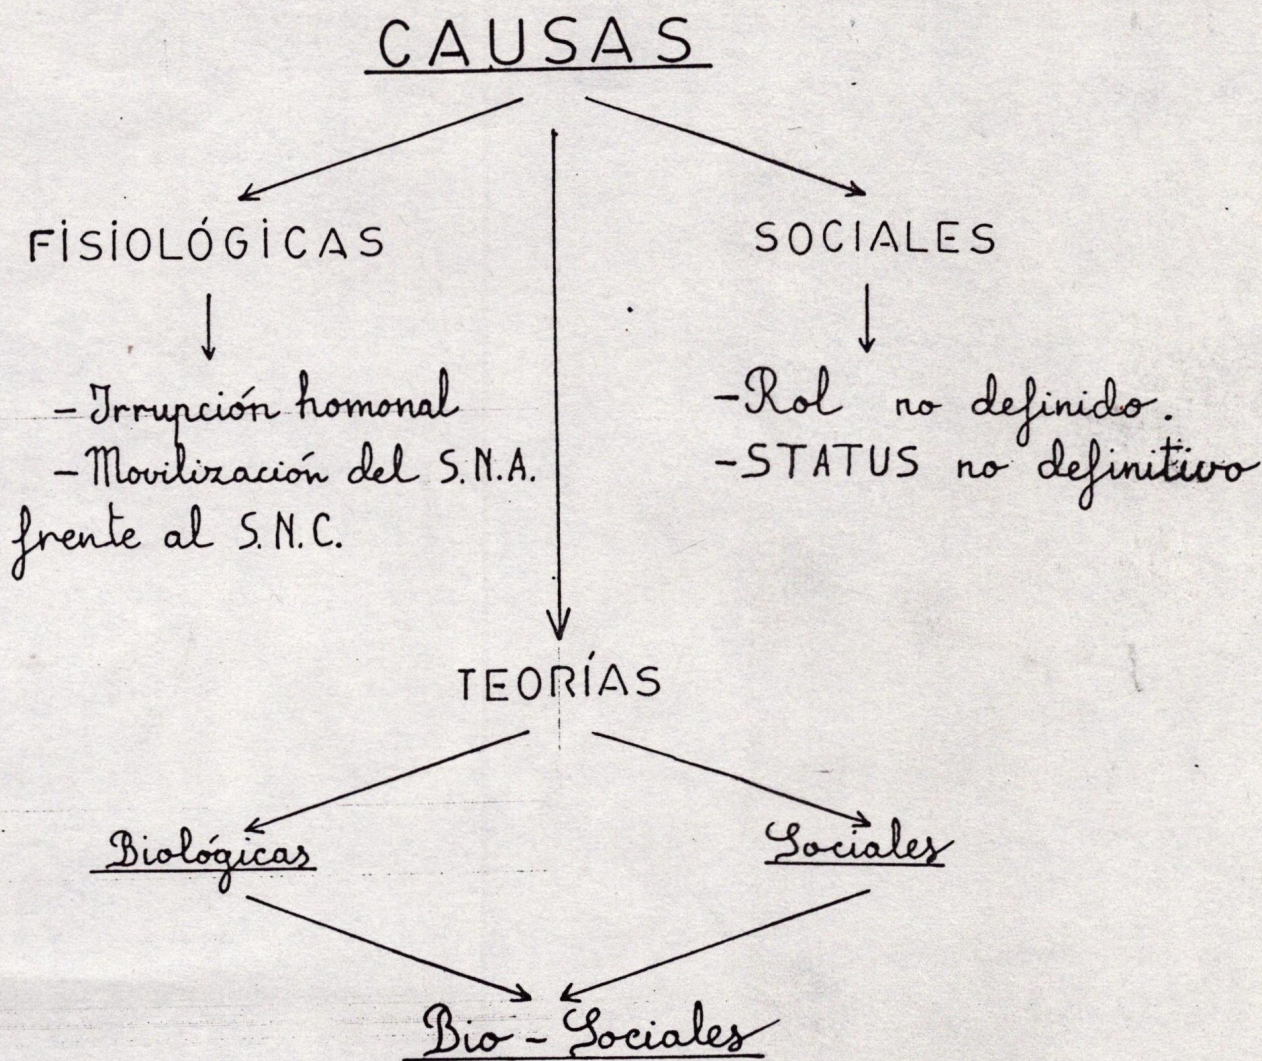 CAUSAS
FISIOLÓGICAS
SOCIALES
- Irrupción homonal
- Movilización del S.N.A.
frente al S.N.C.
- Rol no definido.
- STATUS no definitivo
TEORÍAS
Biológicas
Sociales
Bio - Sociales